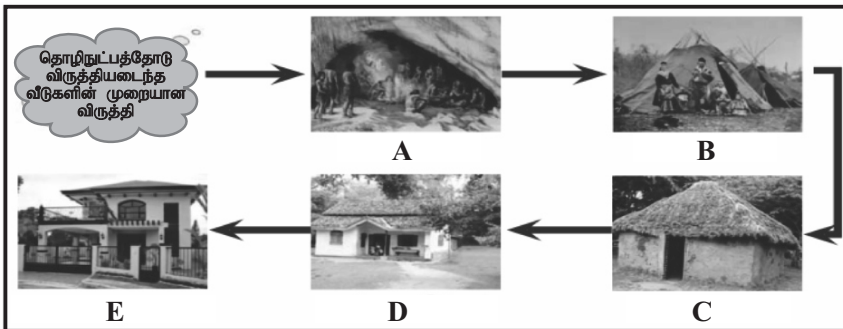 தொழிநுட்பத்தோடு
விருத்தியடைந்த
வீடுகளின் முறையான
விருத்தி
A
B
E
D
C